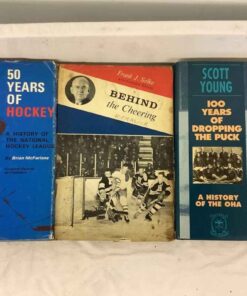 50
YEARS
OF
HOCKEY
A HISTORY OF
THE NATIONAL
HOCKEY LEAGUE
By Brian McFarlane
Frank J. Selke
BEHIND
the Cheering
SCOTT
YOUNG
100
YEARS OF
DROPPING
THE PUCK
A HISTORY
OF THE OHA